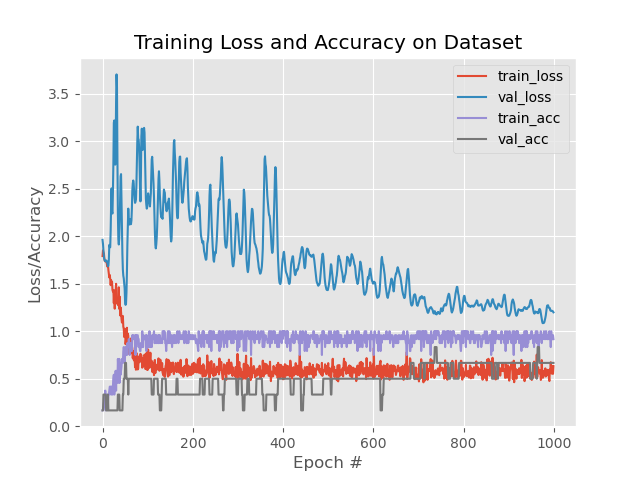 Training Loss and Accuracy on Dataset
train_loss
val_loss
train_acc
val_acc
3.5
3.0
2.5
2.0
1.5
1.0
0.5
0.0
Loss/Accuracy
0
200
400
600
800
1000
Epoch #